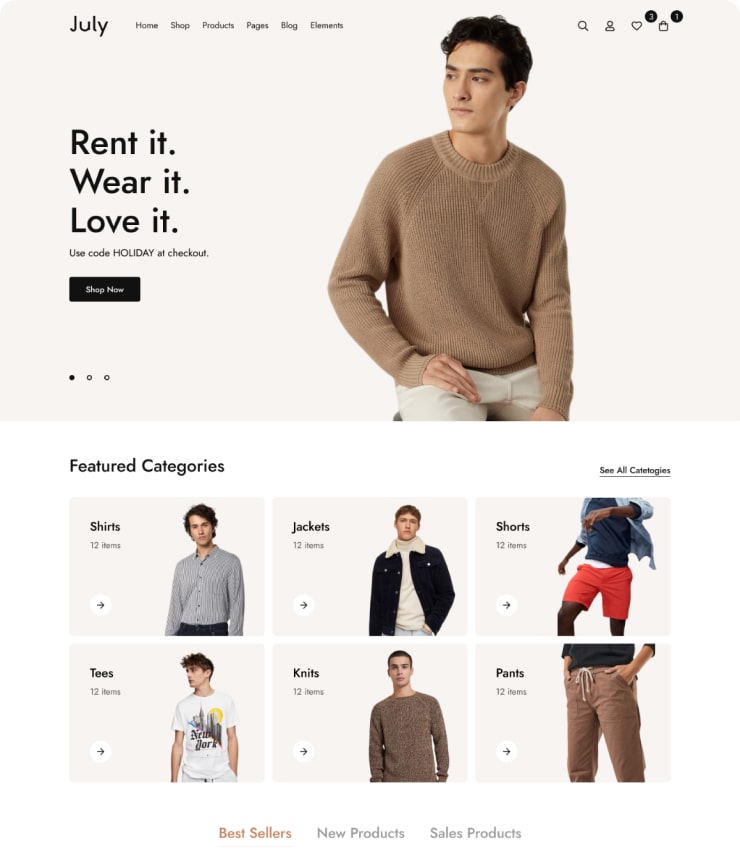 July
Home Shop Products Pages Blog Elements
3 1
Rent it.
Wear it.
Love it.
Use code HOLIDAY at checkout.
Shop Now
Featured Categories
See All Catetogies
Shirts
12 items
Jackets
12 items
Shorts
12 items
Tees
12 items
New York
Knits
12 items
Pants
12 items
Best Sellers New Products Sales Products